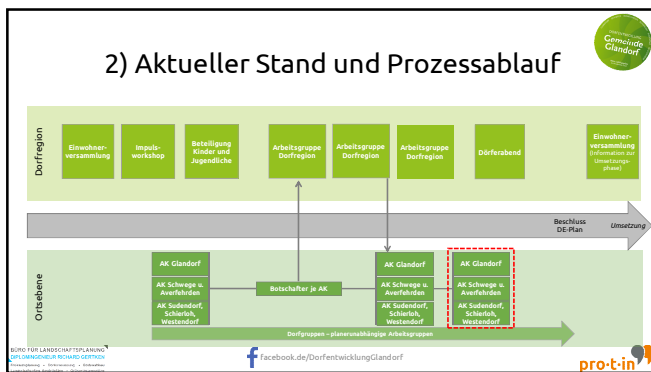 2) Aktueller Stand und Prozessablauf
Gemeinde
Glandorf
Dorfregion
Einwohner-
versammlung
Impuls-
workshop
Beteiligung
Kinder und
Jugendliche
Arbeitsgruppe
Dorfregion
Arbeitsgruppe
Dorfregion
Arbeitsgruppe
Dorfregion
Dörferabend
Einwohner-
versammlung
(Information zur
Umsetzungs-
phase)
Beschluss
DE-Plan
Umsetzung
Ortsebene
AK Glandorf
AK Schwege u.
Averfehrden
AK Sudendorf,
Schierloh,
Westendorf
Botschafter je AK
AK Glandorf
AK Schwege u.
Averfehrden
AK Sudendorf,
Schierloh,
Westendorf
AK Glandorf
AK Schwege u.
Averfehrden
AK Sudendorf,
Schierloh,
Westendorf
Dorfgruppen – planerunabhängige Arbeitsgruppen
BÜRO FÜR LANDSCHAFTSPLANUNG
DIPLOMINGENIEUR RICHARD GERTKEN
facebook.de/DorfentwicklungGlandorf
pro-t-in